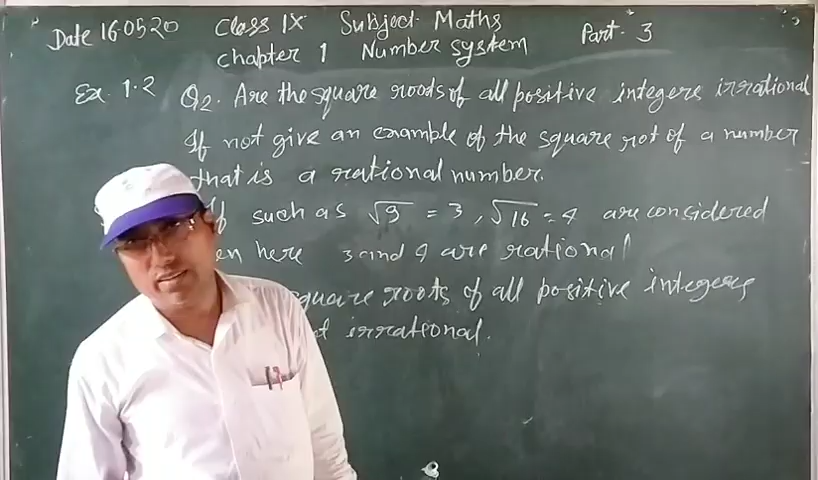 Date 16.0520 Class IX Subject Maths Part. 3
Chapter 1 Number system
Ex. 1.2 Q2. Are the square roots of all positive integers irrational
If not give an example of the square rot of a number
that is a rational number.
If such as √9 = 3, √16 = 4 are considered
en here 3 and 4 are rational
square roots of all positive integers
irrational.